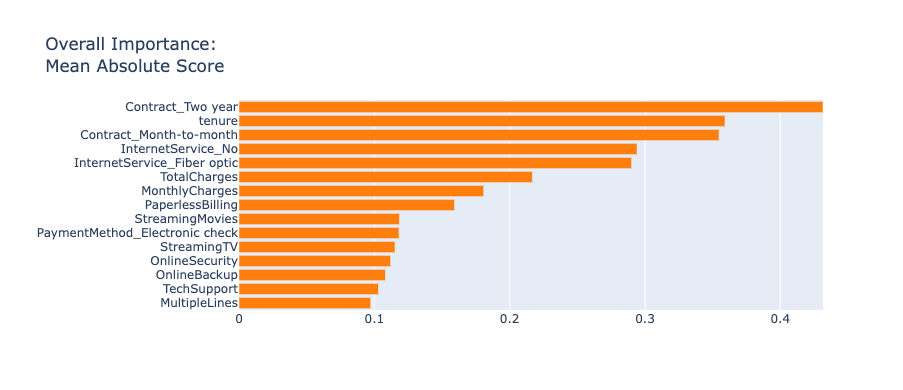 Overall Importance:
Mean Absolute Score
Contract_Two year
tenure
Contract_Month-to-month
InternetService_No
InternetService_Fiber optic
TotalCharges
MonthlyCharges
PaperlessBilling
StreamingMovies
PaymentMethod_Electronic check
StreamingTV
OnlineSecurity
OnlineBackup
TechSupport
MultipleLines
0 0.1 0.2 0.3 0.4